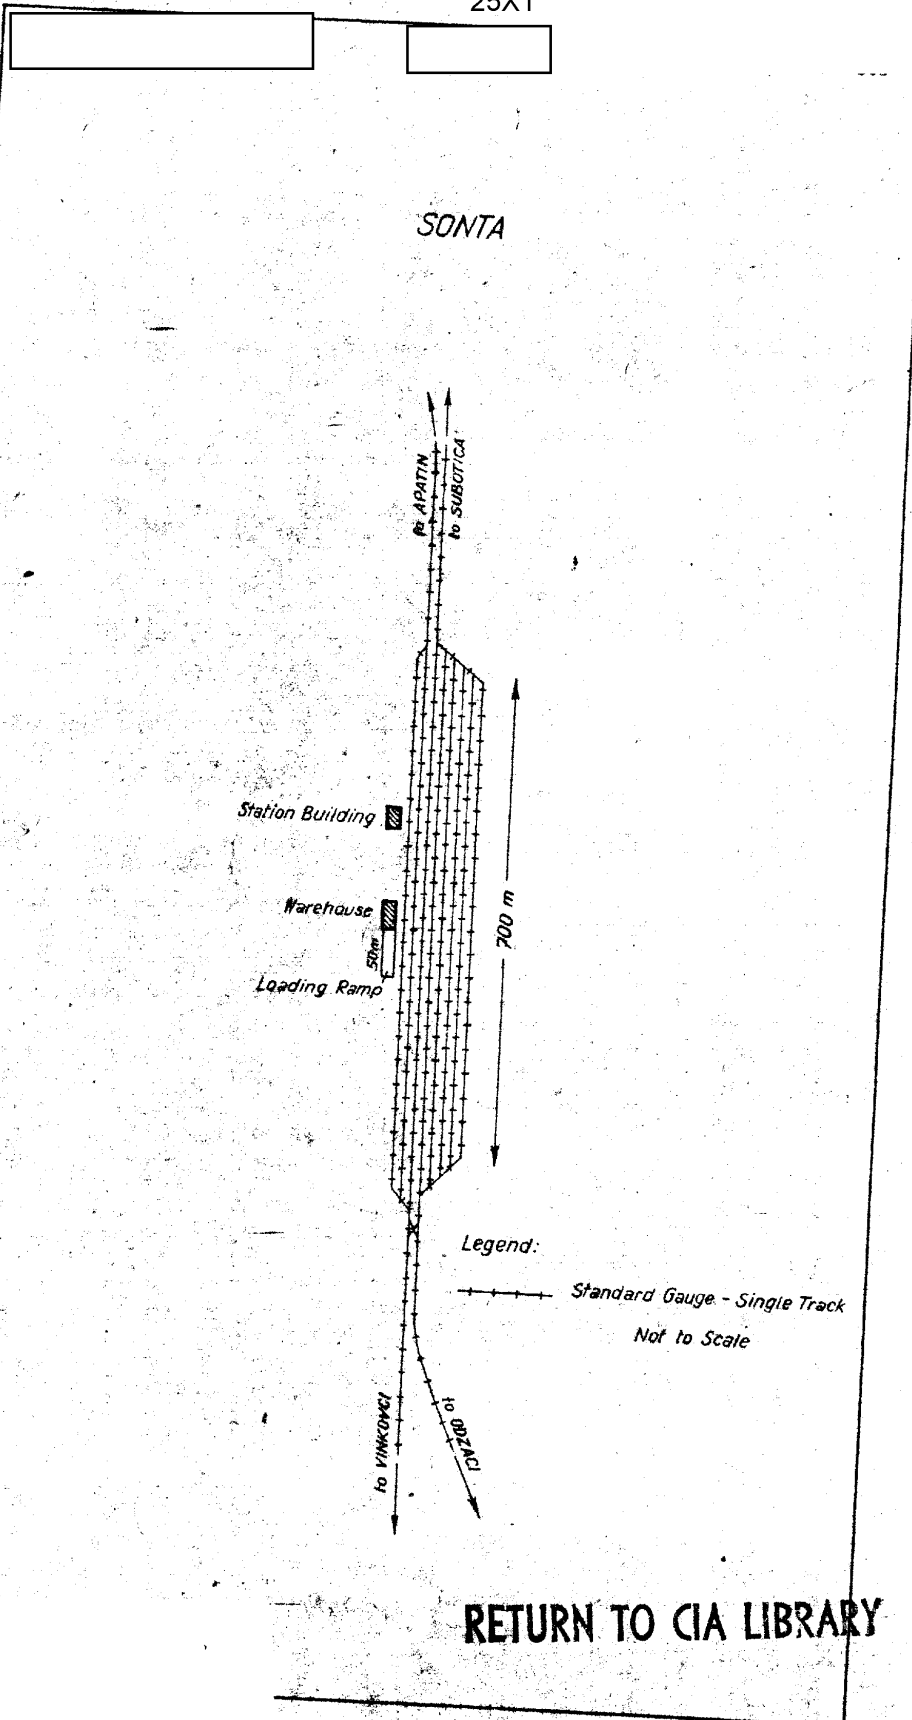 25X1
SONTA
to APATIN
to SUBOTICA
Station Building
Warehouse
50m
Loading Ramp
700 m
Legend:
Standard Gauge - Single Track
Not to Scale
to VINKOVCI
to ODZACI
RETURN TO CIA LIBRARY